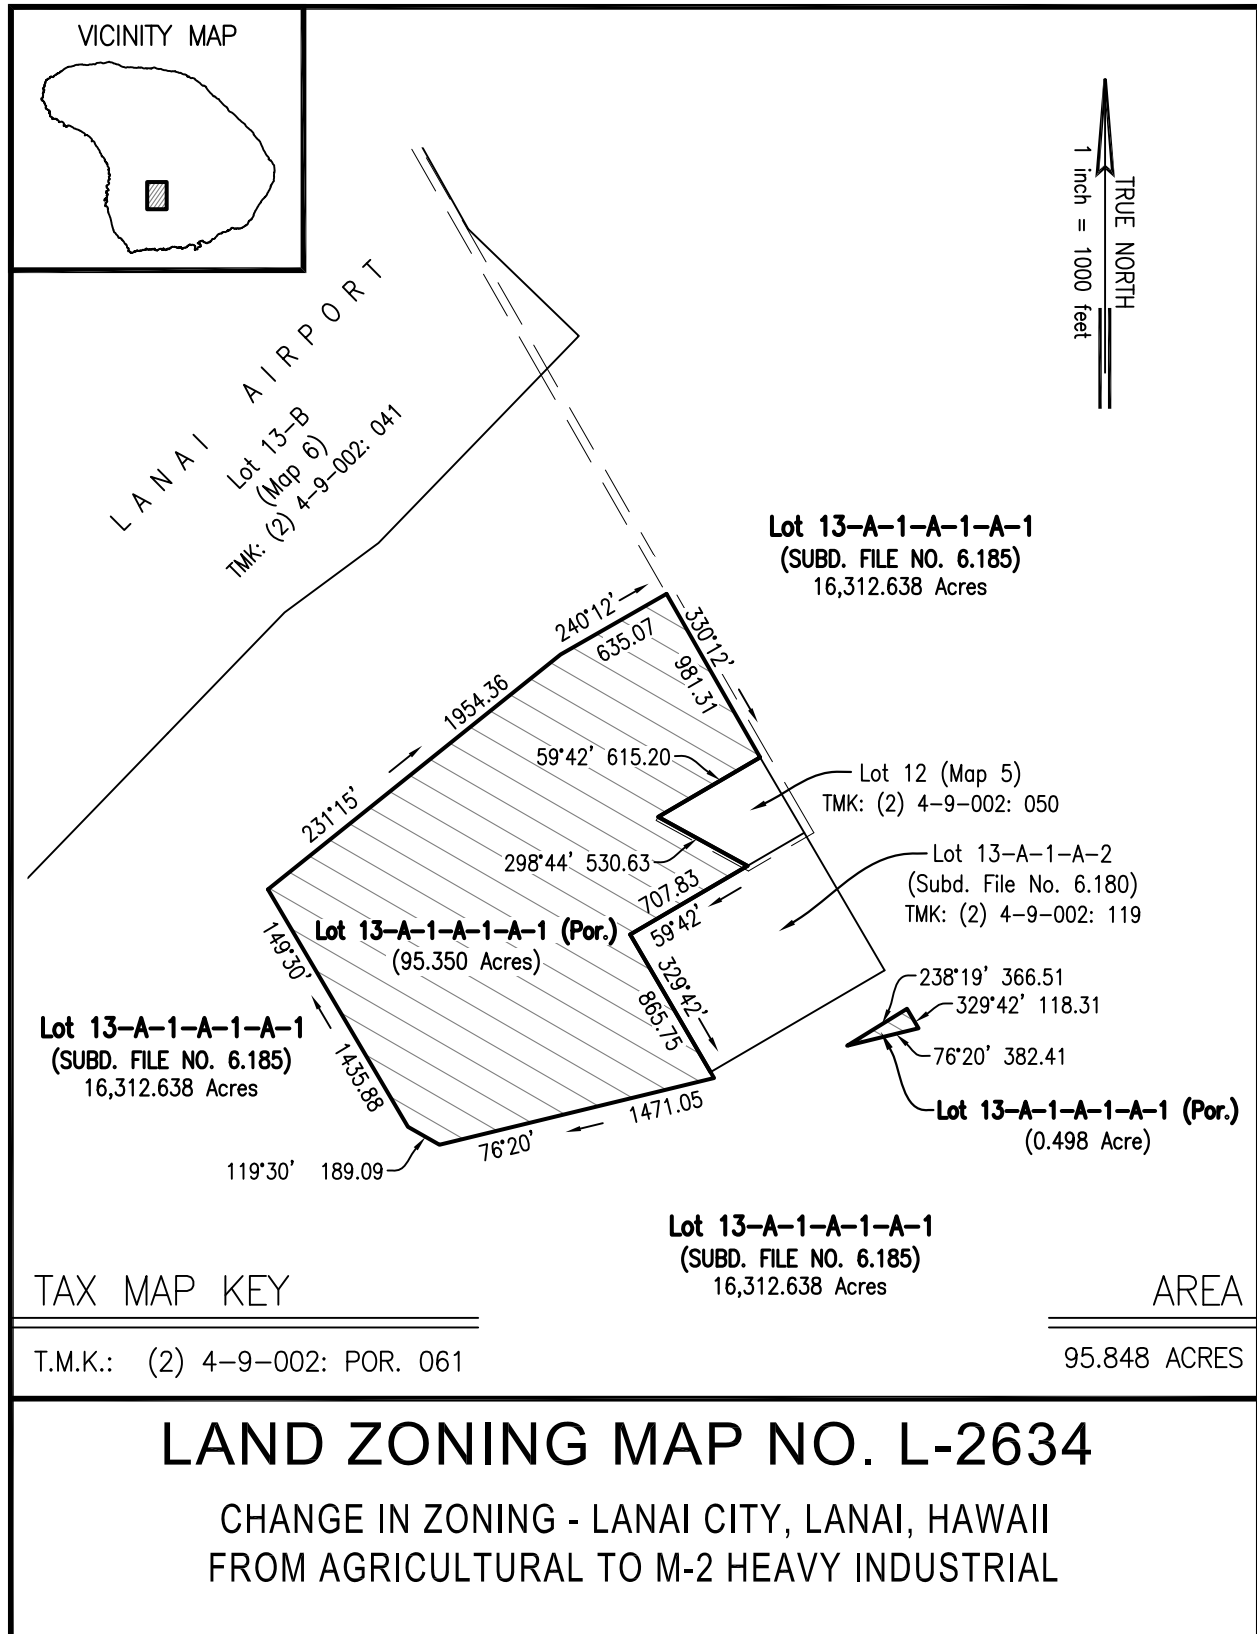 VICINITY MAP
TRUE NORTH
1 inch = 1000 feet
LANAI AIRPORT
Lot 13-B
(Map 6)
TMK: (2) 4-9-002: 041
Lot 13-A-1-A-1-A-1
(SUBD. FILE NO. 6.185)
16,312.638 Acres
240°12'
635.07
330°12'
981.31
1954.36
231°15'
59°42' 615.20
Lot 12 (Map 5)
TMK: (2) 4-9-002: 050
298°44' 530.63
Lot 13-A-1-A-2
(Subd. File No. 6.180)
TMK: (2) 4-9-002: 119
707.83
59°42'
Lot 13-A-1-A-1-A-1 (Por.)
(95.350 Acres)
149°30'
1435.88
329°42'
865.75
238°19' 366.51
329°42' 118.31
76°20' 382.41
Lot 13-A-1-A-1-A-1
(SUBD. FILE NO. 6.185)
16,312.638 Acres
Lot 13-A-1-A-1-A-1 (Por.)
(0.498 Acre)
1471.05
76°20'
119°30' 189.09
Lot 13-A-1-A-1-A-1
(SUBD. FILE NO. 6.185)
16,312.638 Acres
TAX MAP KEY
AREA
T.M.K.: (2) 4-9-002: POR. 061
95.848 ACRES
LAND ZONING MAP NO. L-2634
CHANGE IN ZONING - LANAI CITY, LANAI, HAWAII
FROM AGRICULTURAL TO M-2 HEAVY INDUSTRIAL